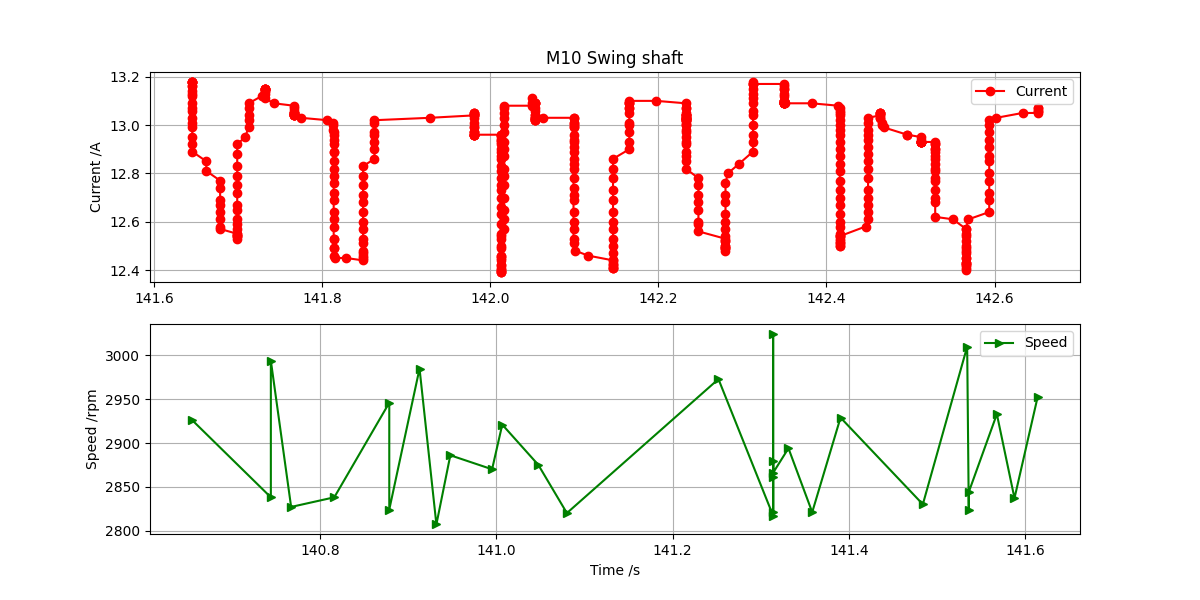 M10 Swing shaft
13.2
13.0
12.8
12.6
12.4
Current /A
Current
141.6 141.8 142.0 142.2 142.4 142.6
3000
2950
2900
2850
2800
Speed /rpm
Speed
140.8 141.0 141.2 141.4 141.6
Time /s